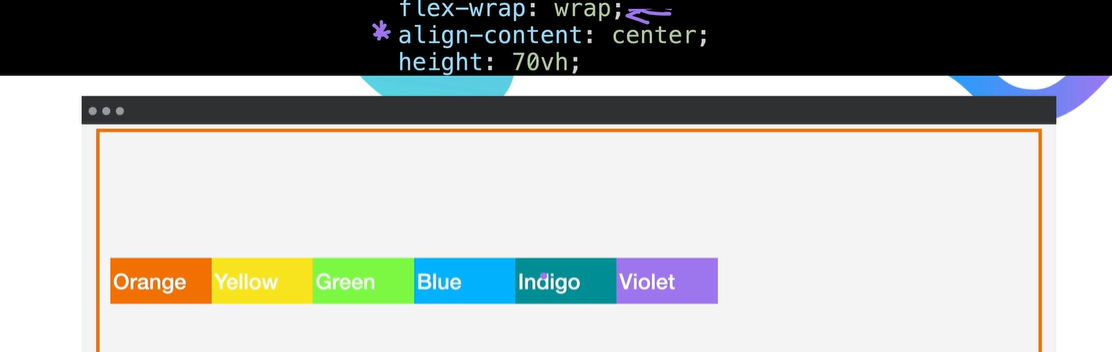 flex-wrap: wrap;
* align-content: center;
height: 70vh;
Orange Yellow Green Blue Indigo Violet